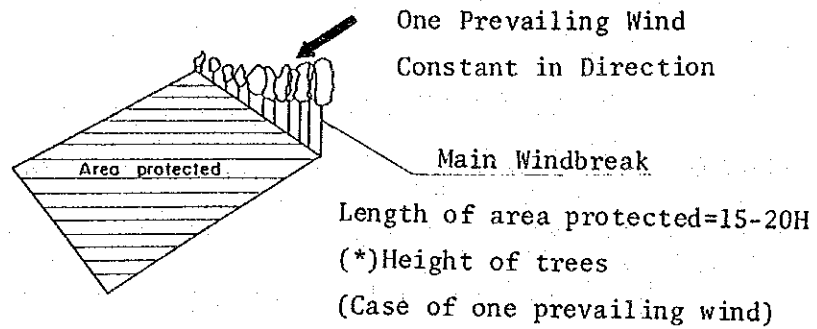 One Prevailing Wind
Constant in Direction
Area protected
Main Windbreak
Length of area protected=15-20H
(*)Height of trees
(Case of one prevailing wind)